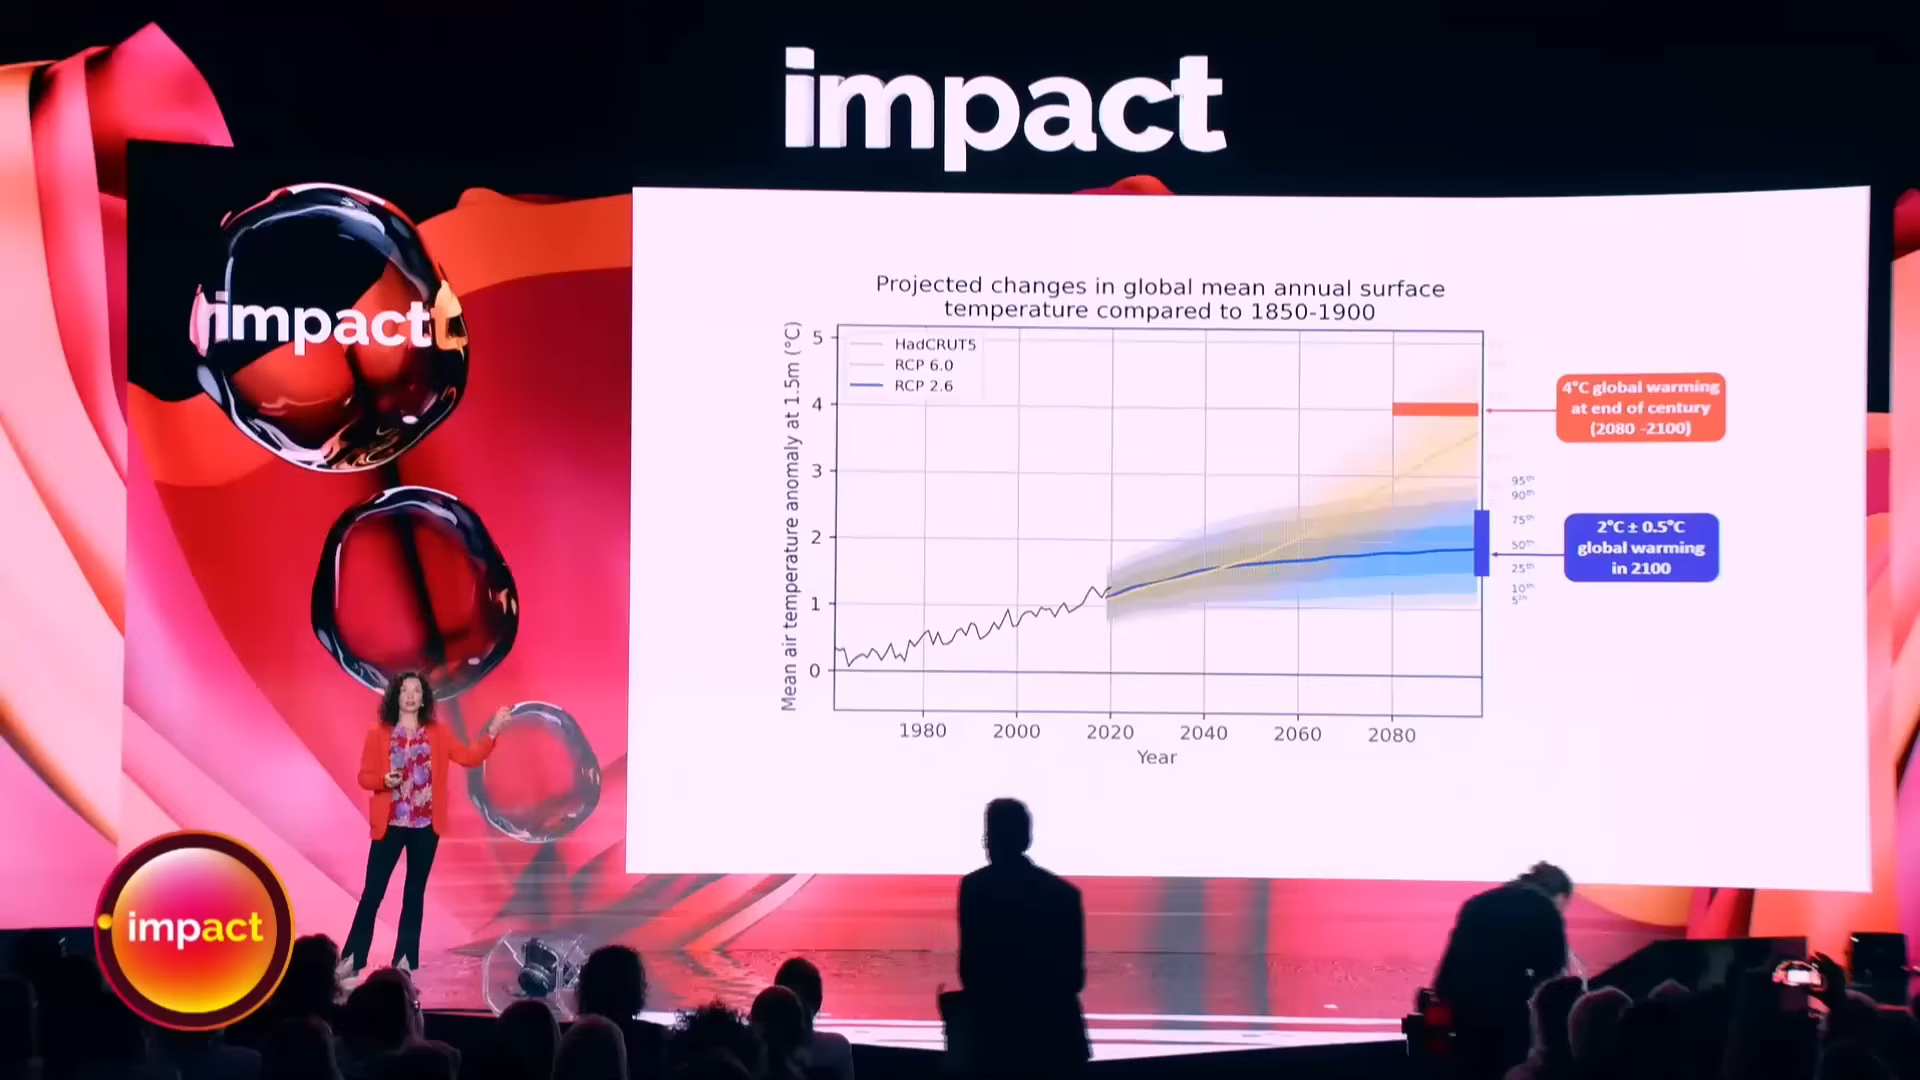 impact
impact
Projected changes in global mean annual surface
temperature compared to 1850-1900
Mean air temperature anomaly at 1.5m (°C)
5
4
3
2
1
0
HadCRUT5
RCP 6.0
RCP 2.6
1980
2000
2020
2040
2060
2080
Year
4°C global warming
at end of century
(2080 -2100)
95th
90th
75th
50th
25th
10th
5th
2°C ± 0.5°C
global warming
in 2100
impact